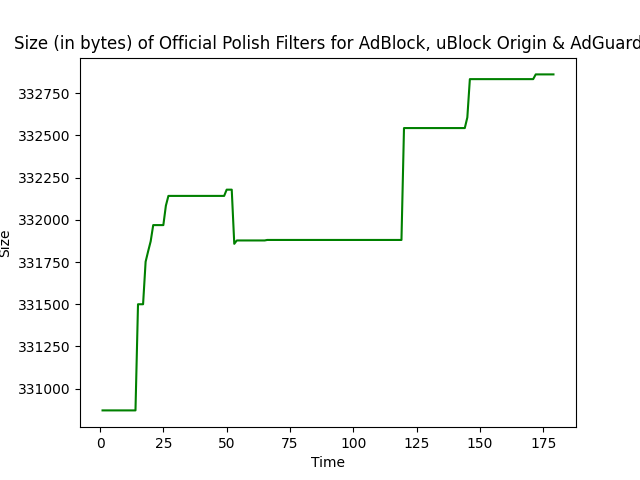 Size (in bytes) of Official Polish Filters for AdBlock, uBlock Origin & AdGuard
332750
332500
332250
332000
331750
331500
331250
331000
Size
0 25 50 75 100 125 150 175
Time